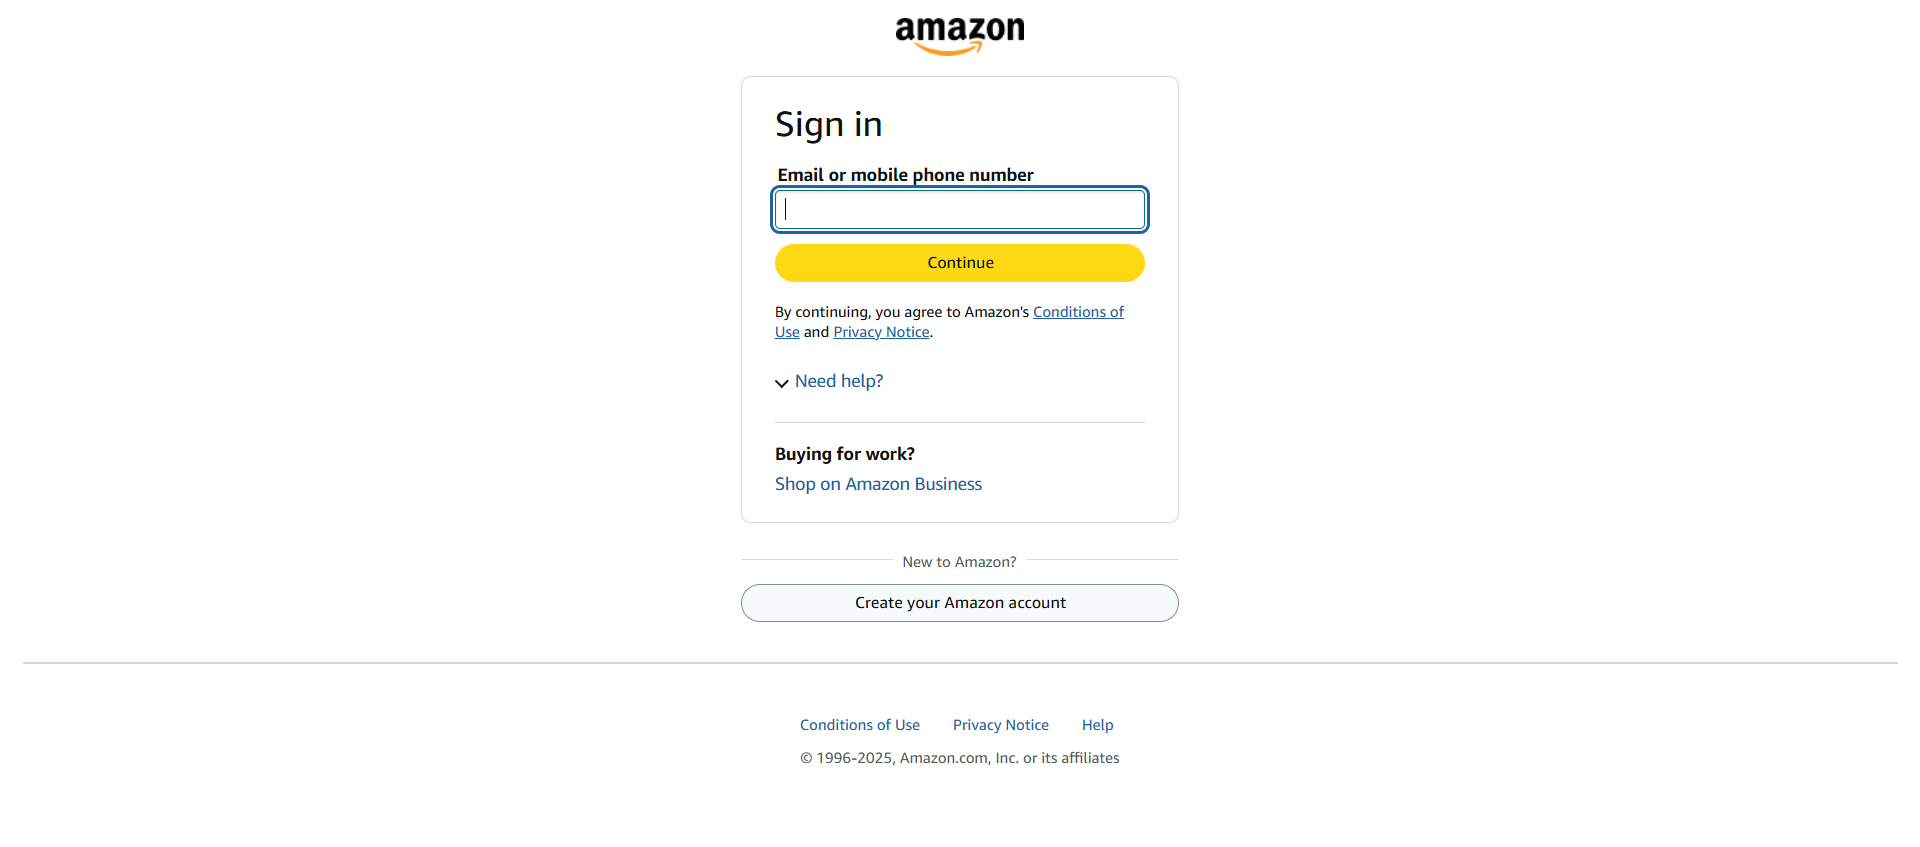 amazon
Sign in
Email or mobile phone number
Continue
By continuing, you agree to Amazon's Conditions of
Use and Privacy Notice.
Need help?
Buying for work?
Shop on Amazon Business
New to Amazon?
Create your Amazon account
Conditions of Use Privacy Notice Help
© 1996-2025, Amazon.com, Inc. or its affiliates